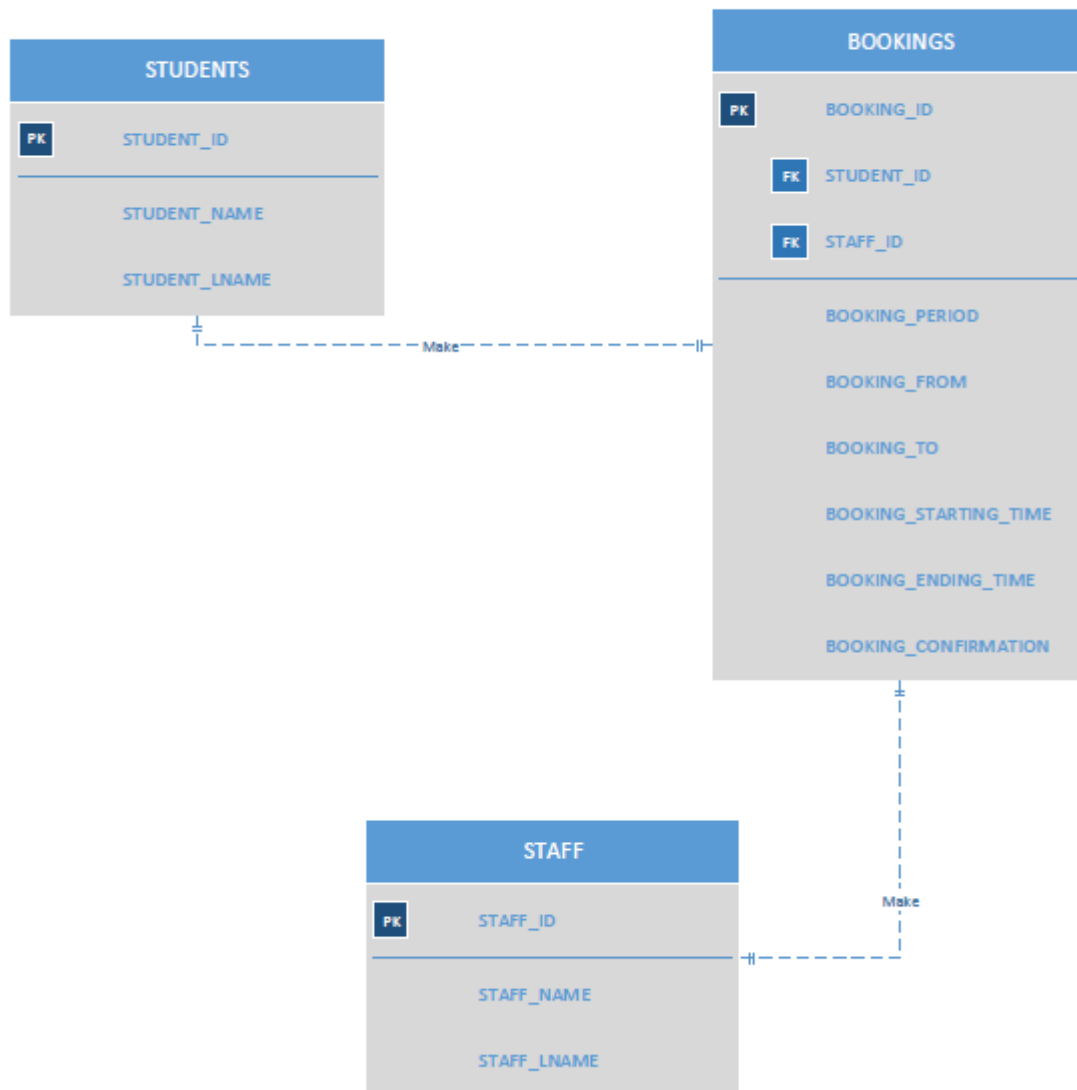 STUDENTS
PK STUDENT_ID
STUDENT_NAME
STUDENT_LNAME
Make
BOOKINGS
PK BOOKING_ID
FK STUDENT_ID
FK STAFF_ID
BOOKING_PERIOD
BOOKING_FROM
BOOKING_TO
BOOKING_STARTING_TIME
BOOKING_ENDING_TIME
BOOKING_CONFIRMATION
Make
STAFF
PK STAFF_ID
STAFF_NAME
STAFF_LNAME